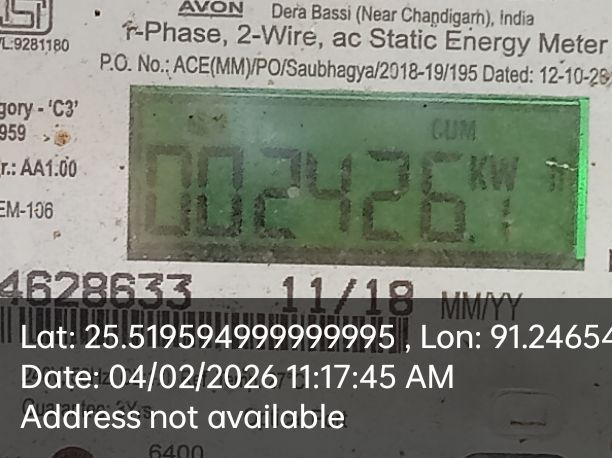 AVON Dera Bassi (Near Chandigarh), India
-Phase, 2-Wire, ac Static Energy Meter
/L:9281180
P.O. No.: ACE(MM)/PO/Saubhagya/2018-19/195 Dated: 12-10-20
gory - 'C3'
959
CUM
r.: AA1.00
002426.1 KW h
EM-106
4628633 11/18 MM/YY
Lat: 25.519594999999995 , Lon: 91.24654
Date: 04/02/2026 11:17:45 AM
Address not available
6400